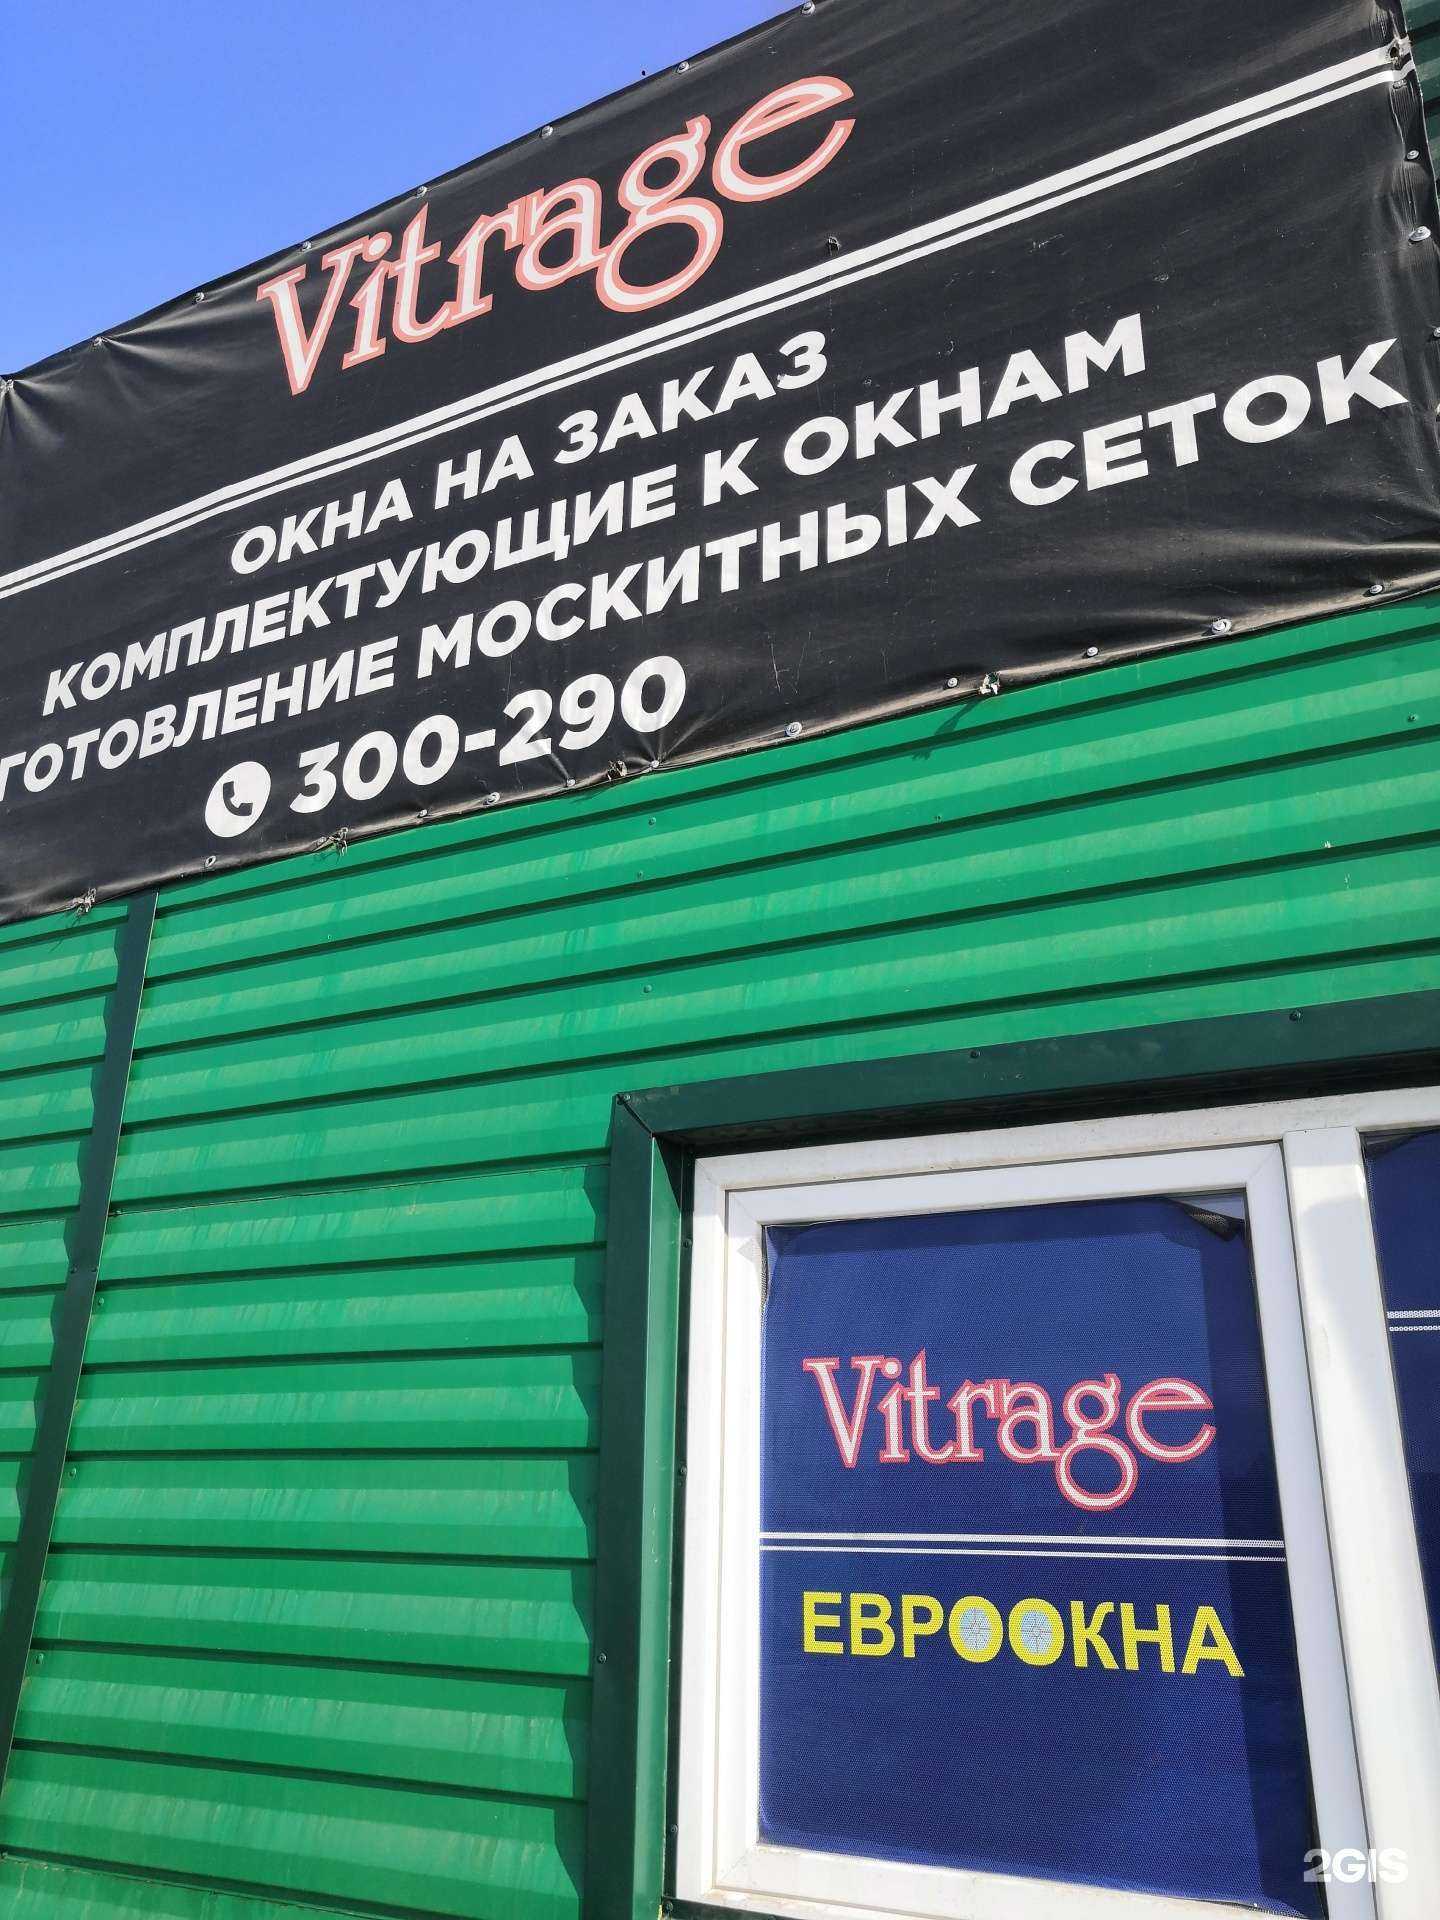 Vitrage
ОКНА НА ЗАКАЗ
КОМПЛЕКТУЮЩИЕ К ОКНАМ
ГОТОВЛЕНИЕ МОСКИТНЫХ СЕТОК
300-290
Vitrage
ЕВРООКНА
2GIS